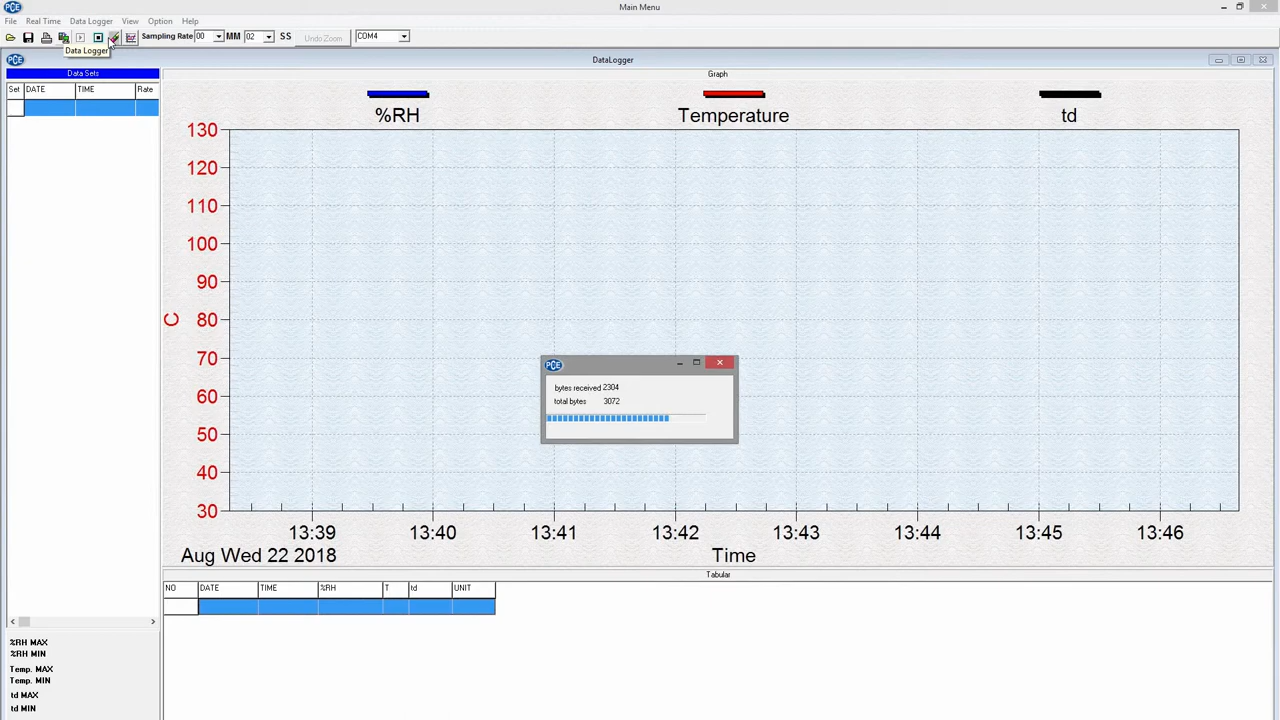 PCE
Main Menu
File Real Time Data Logger View Option Help
Sampling Rate 00 MM 02 SS Undo Zoom COM4
Data Logger
PCE
DataLogger
Data Sets
Graph
Set DATE TIME Rate
%RH Temperature td
130
120
110
100
90
C 80
70
60
50
40
30
PCE
bytes received 2304
total bytes 3072
13:39 13:40 13:41 13:42 13:43 13:44 13:45 13:46
Aug Wed 22 2018 Time
Tabular
NO DATE TIME %RH T td UNIT
%RH MAX
%RH MIN
Temp. MAX
Temp. MIN
td MAX
td MIN